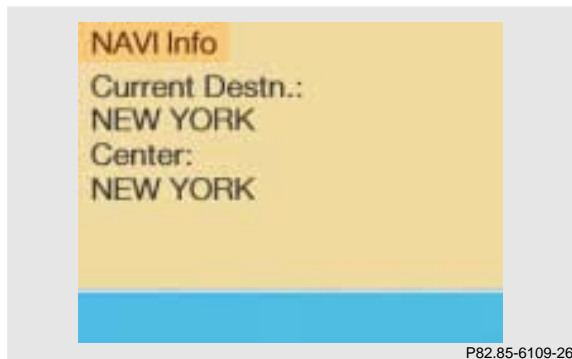 NAVI Info
Current Destn.:
NEW YORK
Center:
NEW YORK
P82.85-6109-26